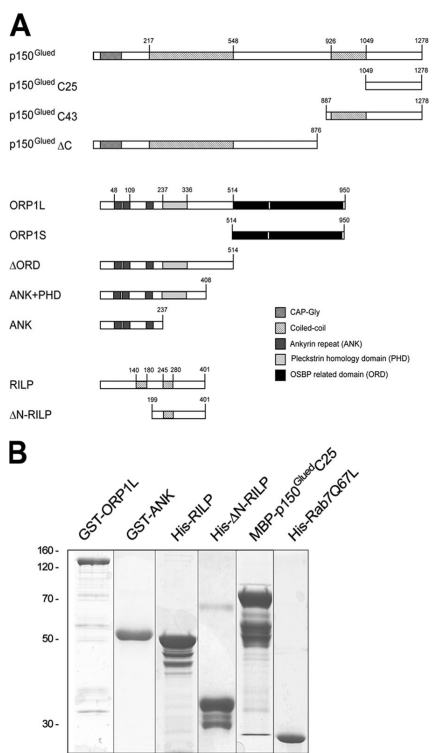 A
217 548 926 1049 1278
p150Glued
1049 1278
p150Glued C25
887 1278
p150Glued C43
876
p150Glued ΔC
48 109 237 336 514 950
ORP1L
514 950
ORP1S
514
ΔORD
408
ANK+PHD
237
ANK
CAP-Gly
Coiled-coil
Ankyrin repeat (ANK)
Pleckstrin homology domain (PHD)
OSBP related domain (ORD)
140 180 245 280 401
RILP
199 401
ΔN-RILP
B
GST-ORP1L
GST-ANK
His-RILP
His-ΔN-RILP
MBP-p150GluedC25
His-Rab7Q67L
160 -
120 -
70 -
50 -
30 -